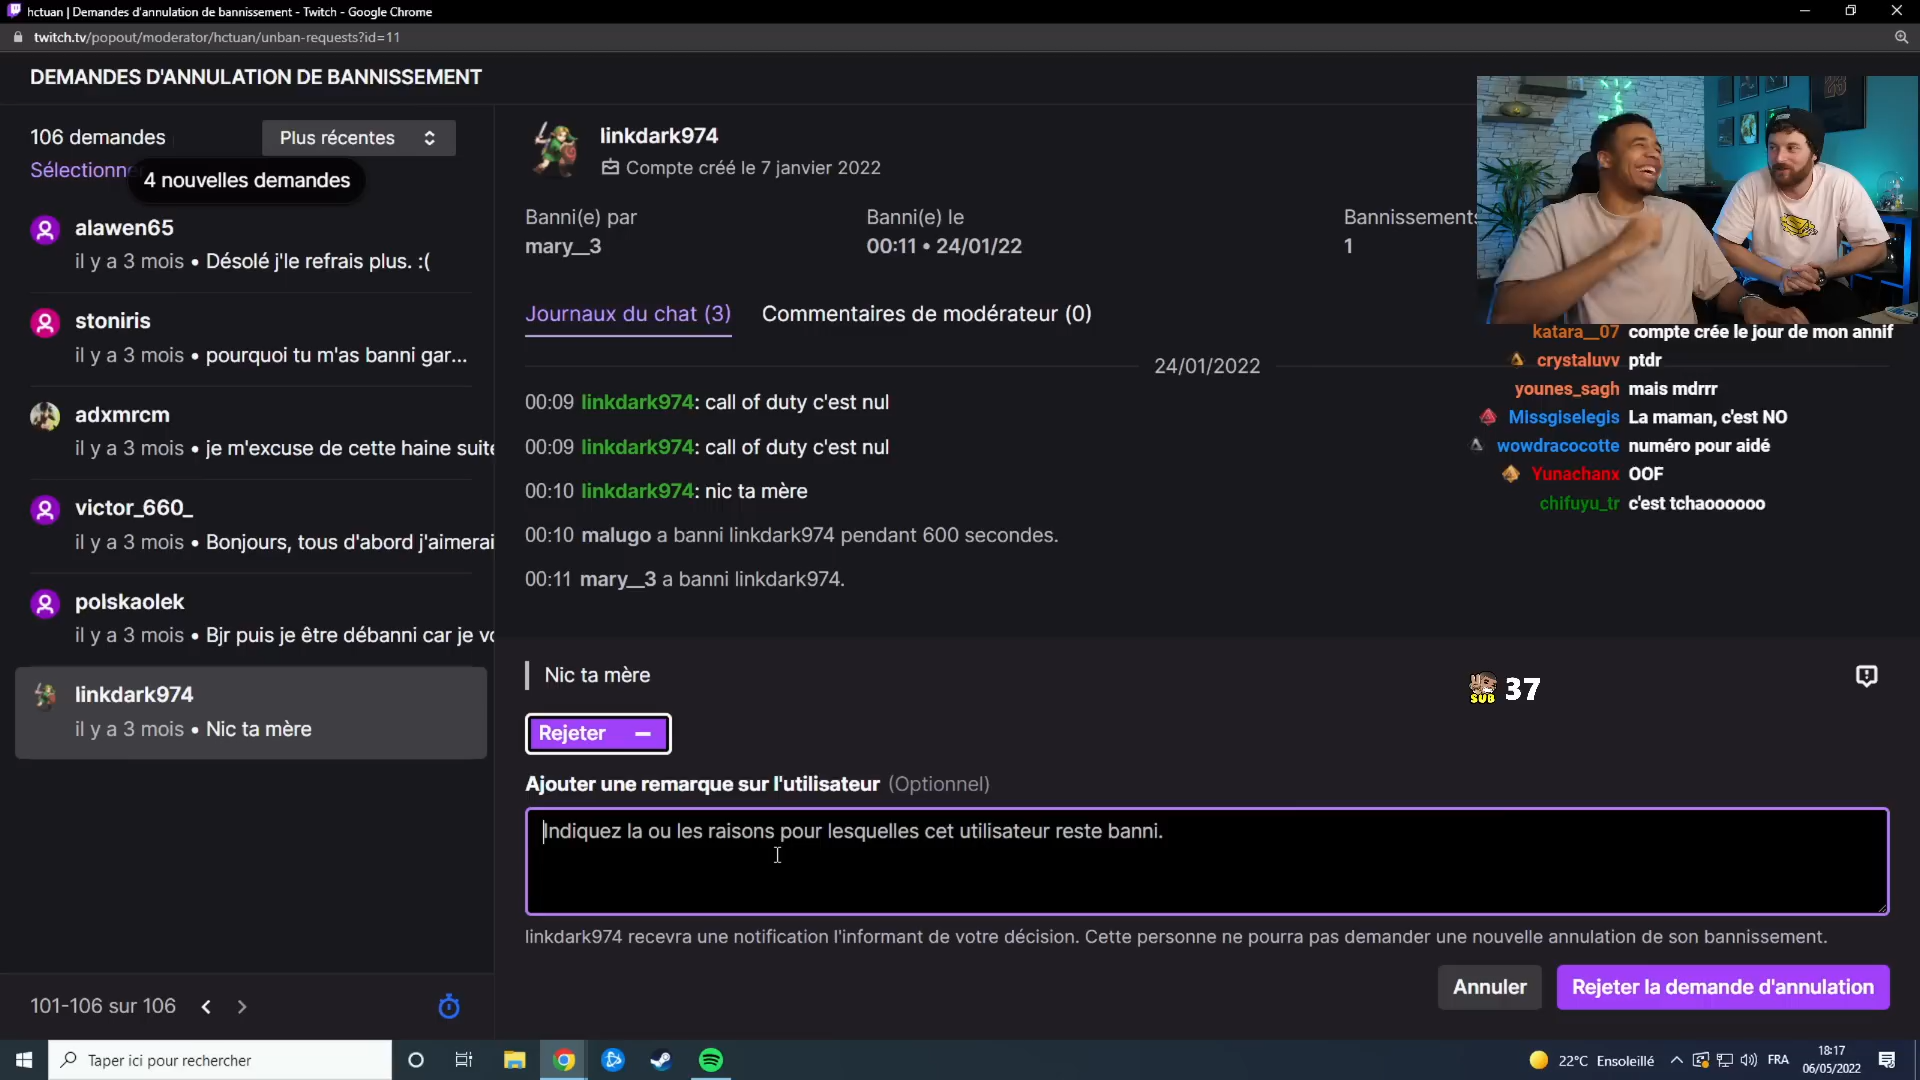 hctuan | Demandes d'annulation de bannissement - Twitch - Google Chrome
twitch.tv/popout/moderator/hctuan/unban-requests?id=11
DEMANDES D'ANNULATION DE BANNISSEMENT
106 demandes
Plus récentes
Sélectionne
4 nouvelles demandes
alawen65
il y a 3 mois • Désolé j'le refrais plus. :(
stoniris
il y a 3 mois • pourquoi tu m'as banni gar...
adxmrcm
il y a 3 mois • je m'excuse de cette haine suite
victor_660_
il y a 3 mois • Bonjours, tous d'abord j'aimerai
polskaolek
il y a 3 mois • Bjr puis je être débanni car je vo
linkdark974
il y a 3 mois • Nic ta mère
101-106 sur 106
linkdark974
Compte créé le 7 janvier 2022
Banni(e) par
mary__3
Banni(e) le
00:11 • 24/01/22
Bannissements
1
Journaux du chat (3)
Commentaires de modérateur (0)
24/01/2022
00:09 linkdark974: call of duty c'est nul
00:09 linkdark974: call of duty c'est nul
00:10 linkdark974: nic ta mère
00:10 malugo a banni linkdark974 pendant 600 secondes.
00:11 mary__3 a banni linkdark974.
katara__07 compte crée le jour de mon annif
crystaluvv ptdr
younes_sagh mais mdrrr
Missgiselegis La maman, c'est NO
wowdracocotte numéro pour aidé
Yunachanx OOF
chifuyu_tr c'est tchaoooooo
Nic ta mère
SUB 37
Rejeter
Ajouter une remarque sur l'utilisateur (Optionnel)
Indiquez la ou les raisons pour lesquelles cet utilisateur reste banni.
linkdark974 recevra une notification l'informant de votre décision. Cette personne ne pourra pas demander une nouvelle annulation de son bannissement.
Annuler
Rejeter la demande d'annulation
Taper ici pour rechercher
22°C Ensoleillé
FRA
18:17
06/05/2022